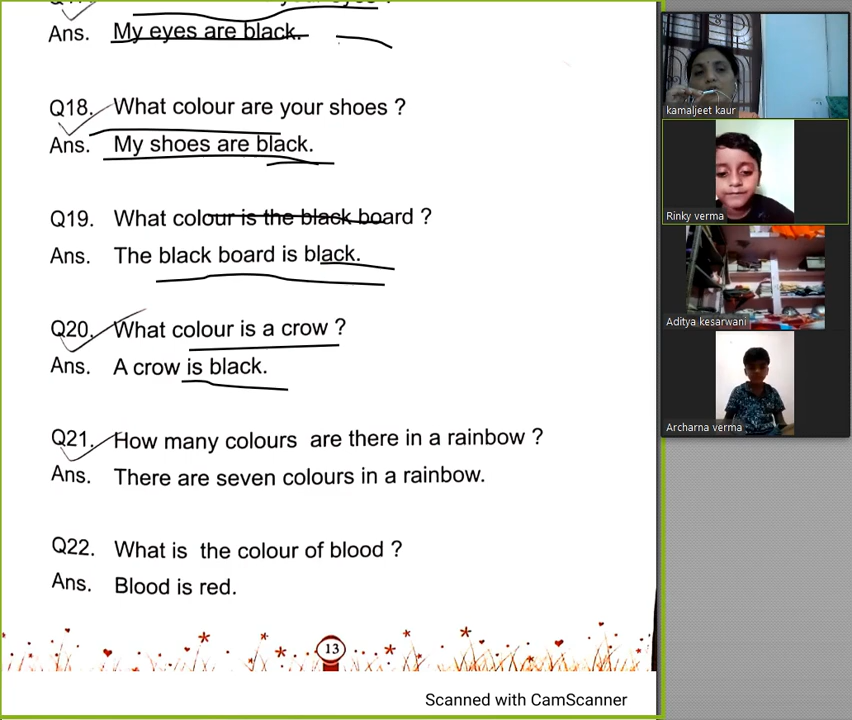 Ans. My eyes are black.
Q18. What colour are your shoes ?
Ans. My shoes are black.
Q19. What colour is the black board ?
Ans. The black board is black.
Q20. What colour is a crow ?
Ans. A crow is black.
Q21. How many colours are there in a rainbow ?
Ans. There are seven colours in a rainbow.
Q22. What is the colour of blood ?
Ans. Blood is red.
13
Scanned with CamScanner
kamaljeet kaur
Rinky verma
Aditya kesarwani
Archarna verma